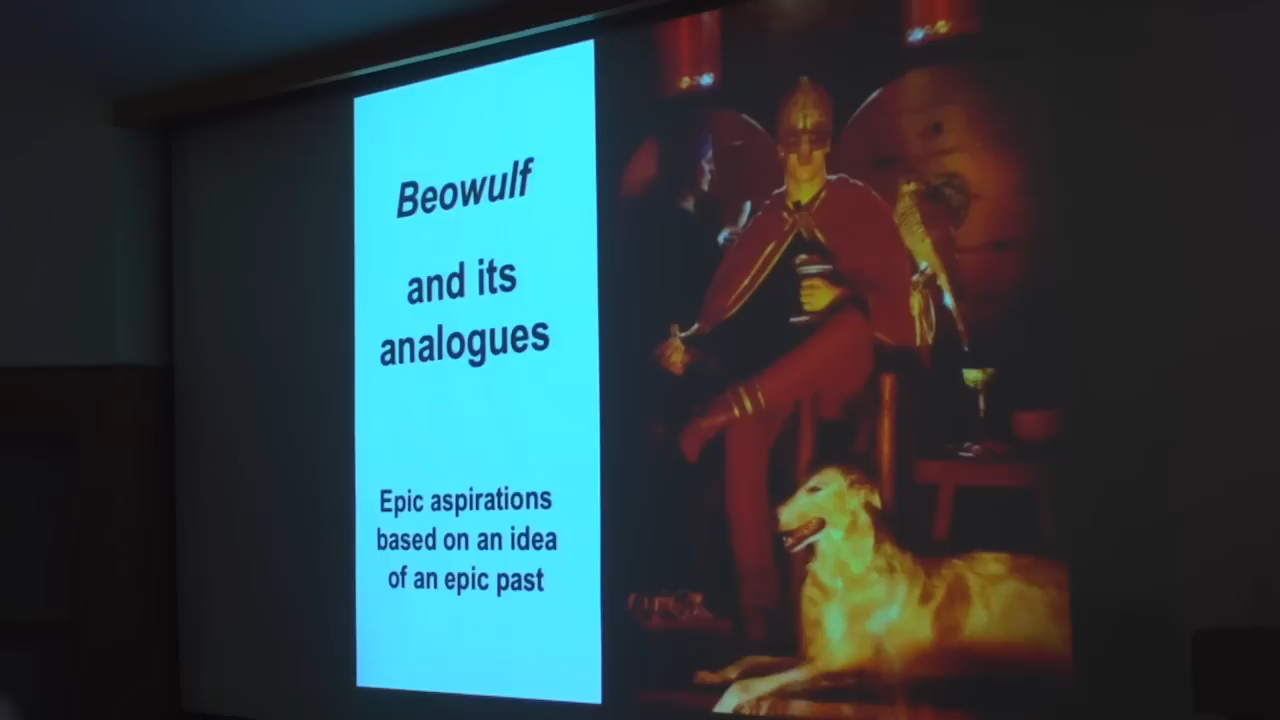 Beowulf
and its
analogues
Epic aspirations
based on an idea
of an epic past